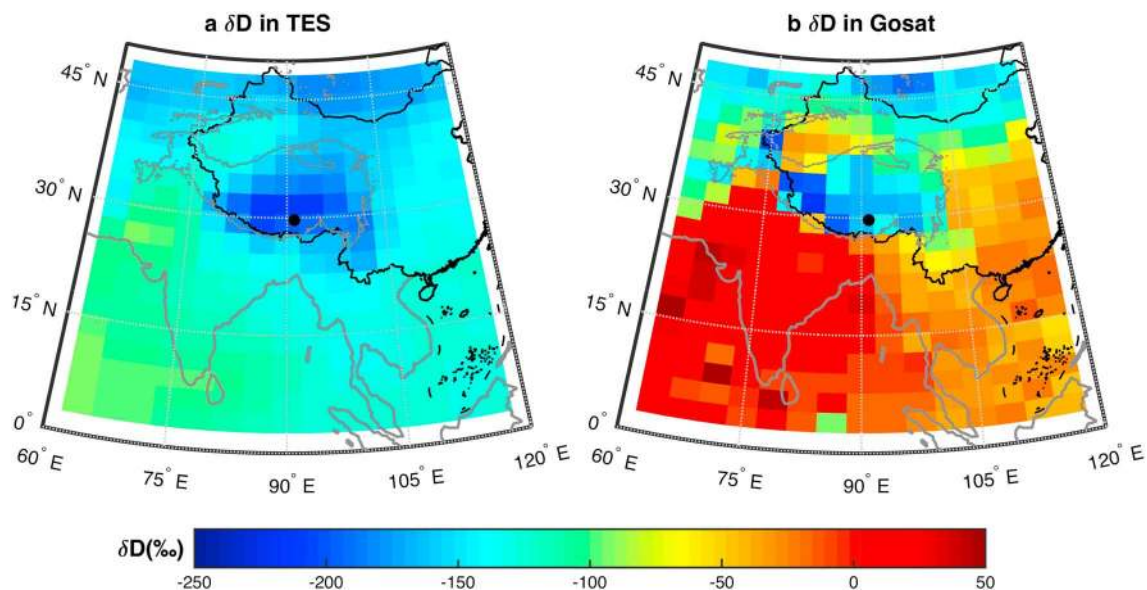 a δD in TES
b δD in Gosat
45° N
30° N
15° N
0°
60° E
75° E
90° E
105° E
120° E
45° N
30° N
15° N
0°
60° E
75° E
90° E
105° E
120° E
δD(‰)
-250 -200 -150 -100 -50 0 50